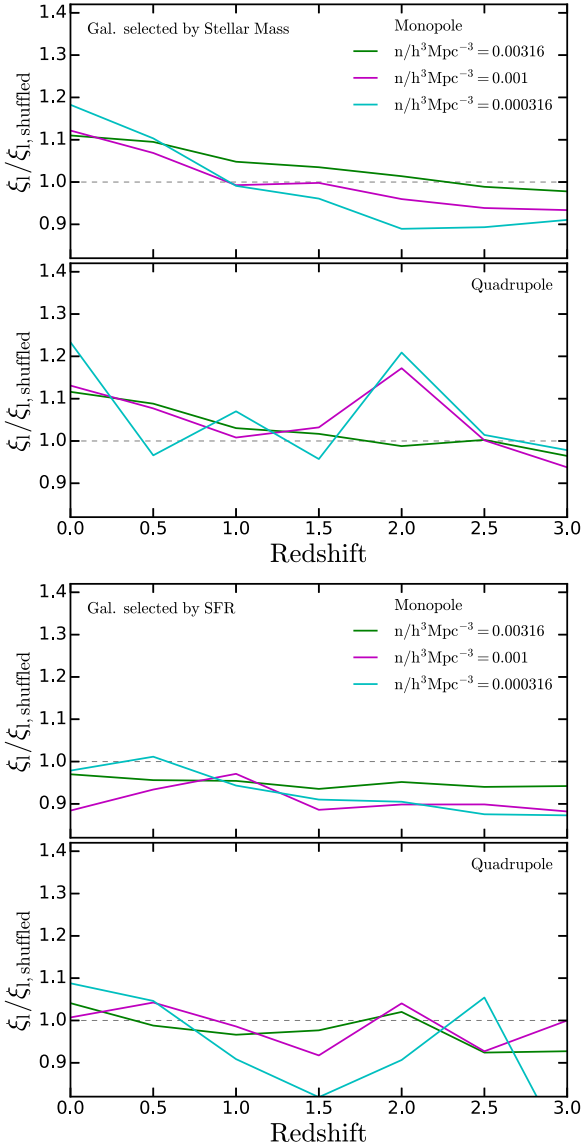 Gal. selected by Stellar Mass
Monopole
n/h³Mpc⁻³ = 0.00316
n/h³Mpc⁻³ = 0.001
n/h³Mpc⁻³ = 0.000316
1.4
1.3
1.2
1.1
1.0
0.9
ξl/ξl, shuffled
Quadrupole
1.4
1.3
1.2
1.1
1.0
0.9
ξl/ξl, shuffled
0.0 0.5 1.0 1.5 2.0 2.5 3.0
Redshift
Gal. selected by SFR
Monopole
n/h³Mpc⁻³ = 0.00316
n/h³Mpc⁻³ = 0.001
n/h³Mpc⁻³ = 0.000316
1.4
1.3
1.2
1.1
1.0
0.9
ξl/ξl, shuffled
Quadrupole
1.4
1.3
1.2
1.1
1.0
0.9
ξl/ξl, shuffled
0.0 0.5 1.0 1.5 2.0 2.5 3.0
Redshift